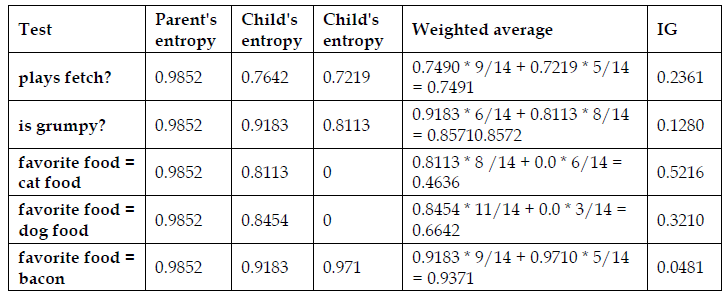 Test
Parent's
entropy
Child's
entropy
Child's
entropy
Weighted average
IG
plays fetch?
0.9852
0.7642
0.7219
0.7490 * 9/14 + 0.7219 * 5/14
= 0.7491
0.2361
is grumpy?
0.9852
0.9183
0.8113
0.9183 * 6/14 + 0.8113 * 8/14
= 0.85710.8572
0.1280
favorite food =
cat food
0.9852
0.8113
0
0.8113 * 8 /14 + 0.0 * 6/14 =
0.4636
0.5216
favorite food =
dog food
0.9852
0.8454
0
0.8454 * 11/14 + 0.0 * 3/14 =
0.6642
0.3210
favorite food =
bacon
0.9852
0.9183
0.971
0.9183 * 9/14 + 0.9710 * 5/14
= 0.9371
0.0481